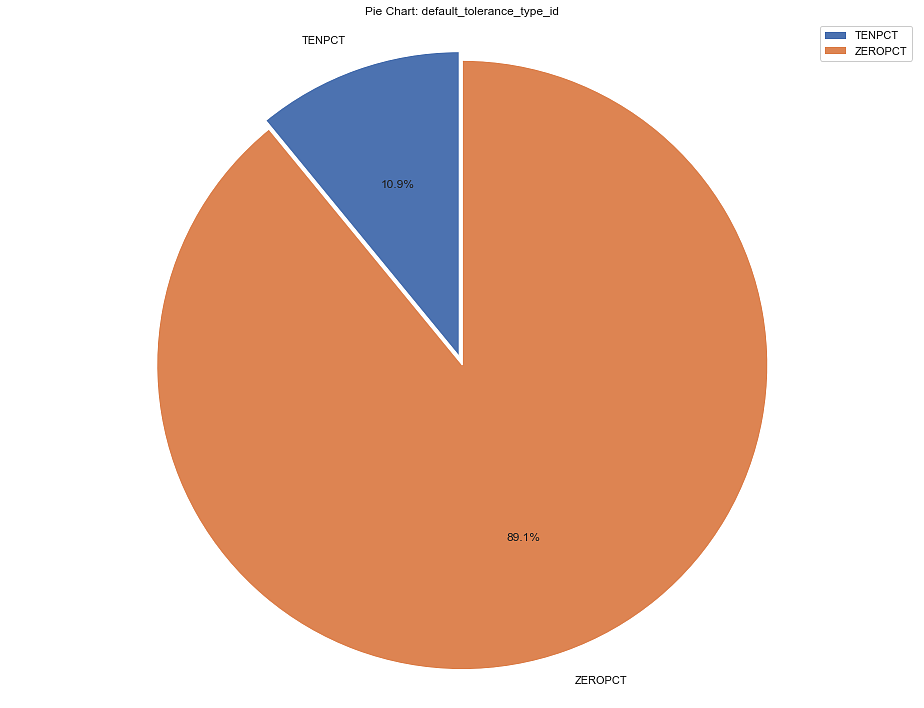 Pie Chart: default_tolerance_type_id
TENPCT
TENPCT
ZEROPCT
10.9%
89.1%
ZEROPCT